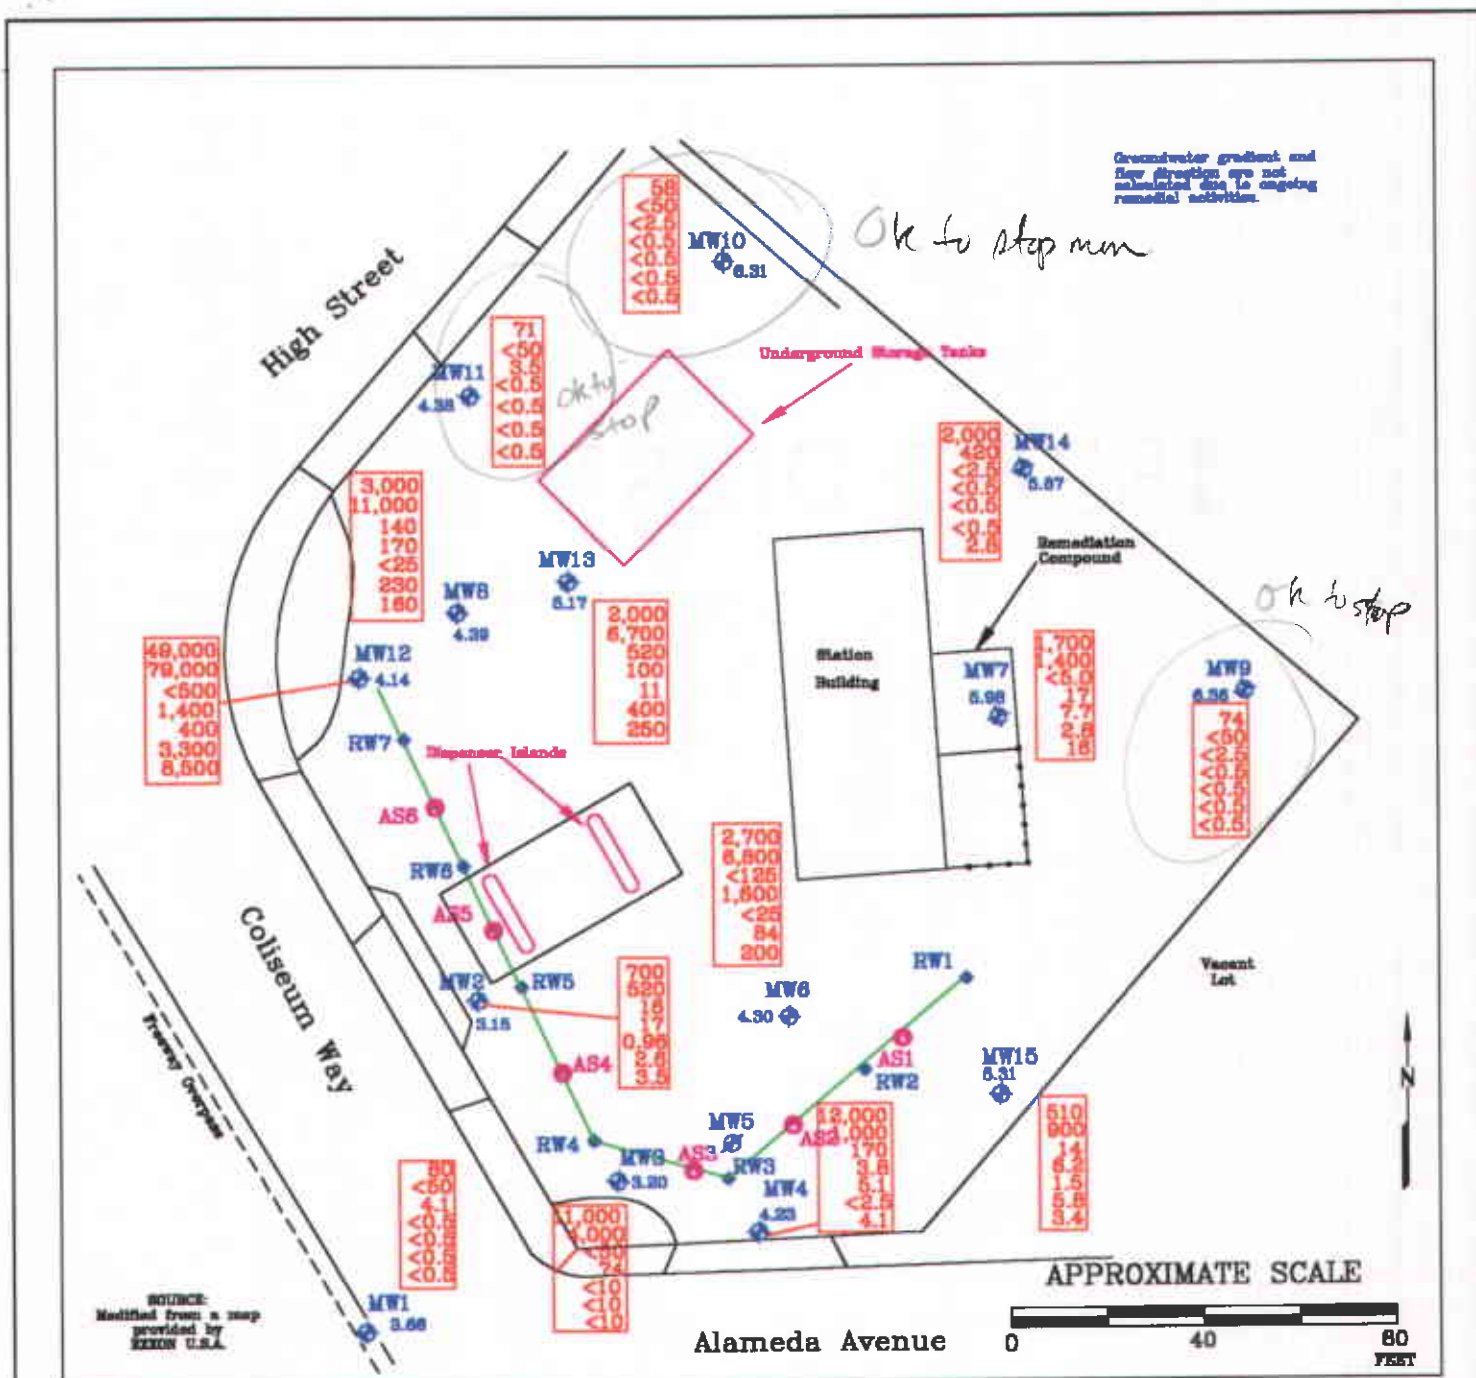 Groundwater gradient and
flow direction are not
calculated due to ongoing
remedial activities.
58
<50
<2.5
<0.5
<0.5
<0.5
<0.5
MW10
6.31
Ok to stop
High Street
71
<50
3.5
<0.5
<0.5
<0.5
<0.5
MW11
4.38
ok to
stop
Underground Storage Tanks
2,000
420
<2.5
<0.5
<0.5
<0.5
2.6
MW14
5.87
3,000
11,000
140
170
<25
230
160
Remediation
Compound
MW13
5.17
MW8
4.39
2,000
6,700
520
100
11
400
250
Ok to stop
49,000
79,000
<500
1,400
400
3,300
8,500
MW12
4.14
Station
Building
MW7
5.98
1,700
1,400
<5.0
17
7.7
2.8
16
MW9
6.36
74
<50
<2.5
<0.5
<0.5
<0.5
<0.5
RW7
Dispenser Islands
AS6
RW6
2,700
6,800
<125
1,600
<25
84
200
AS5
Coliseum Way
MW2
3.15
RW5
700
520
16
17
0.96
2.6
3.5
RW1
Vacant
Lot
MW6
4.30
Freeway Overpass
AS4
AS1
RW2
MW15
5.31
N
510
900
14
6.2
1.5
5.8
3.4
12,000
170
3.8
5.1
<2.5
4.1
MW5
AS2
RW4
AS3
RW3
3.20
MW4
4.23
<50
4.1
<0.5
<0.5
<0.5
<0.5
<50
74
<10
<10
<10
MW1
3.66
SOURCE:
Modified from a map
provided by
EXXON U.S.A.
Alameda Avenue
APPROXIMATE SCALE
0
40
80
FEET